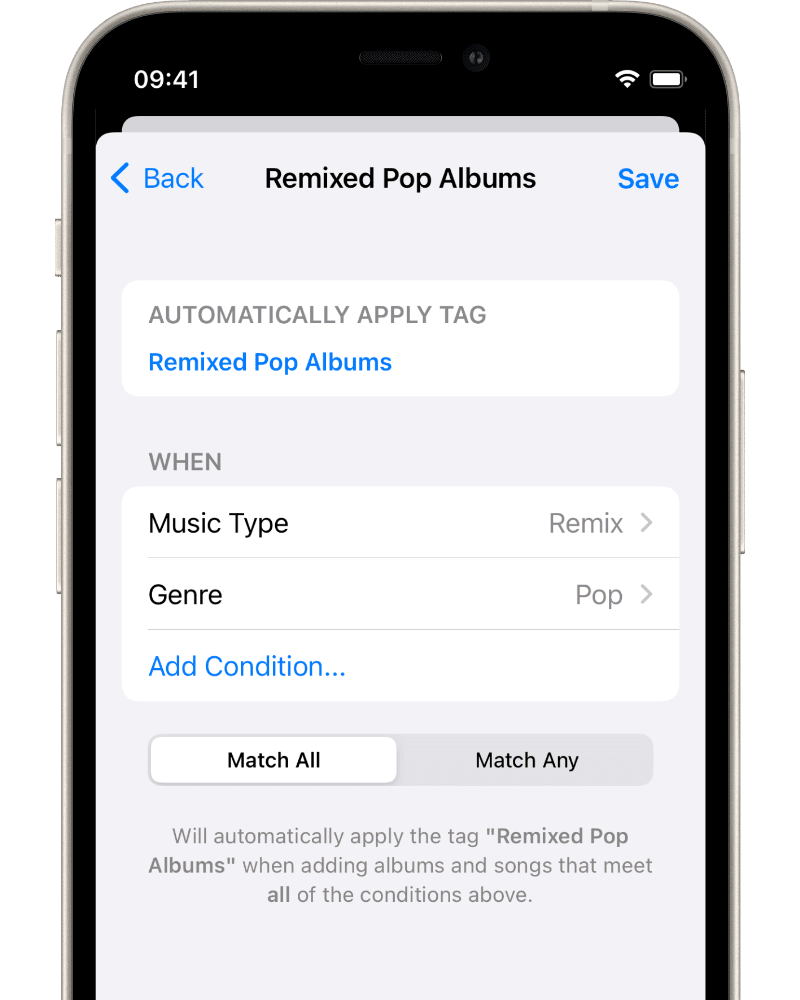 09:41
Back Remixed Pop Albums Save
AUTOMATICALLY APPLY TAG
Remixed Pop Albums
WHEN
Music Type Remix
Genre Pop
Add Condition...
Match All Match Any
Will automatically apply the tag "Remixed Pop
Albums" when adding albums and songs that meet
all of the conditions above.